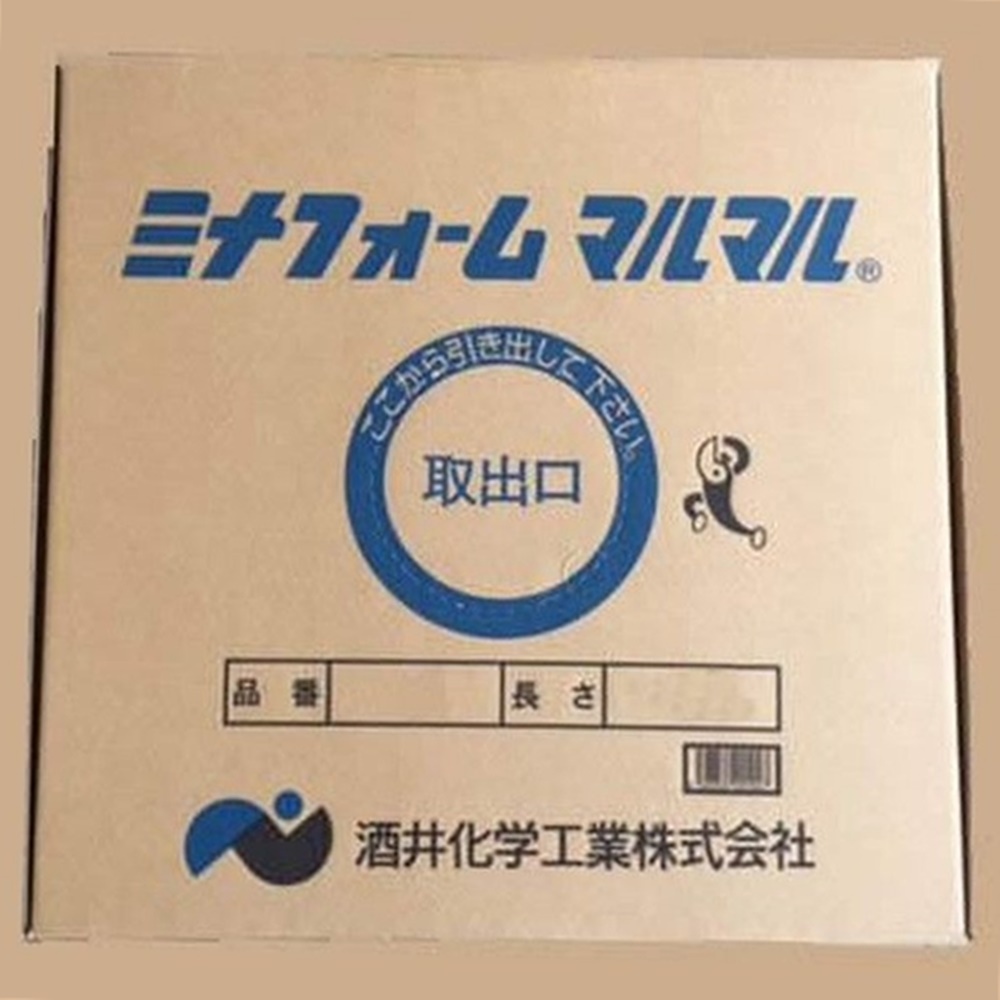 ミナフォーム マルマル®
ここから引き出して下さい。
取出口
品番 長さ
酒井化学工業株式会社